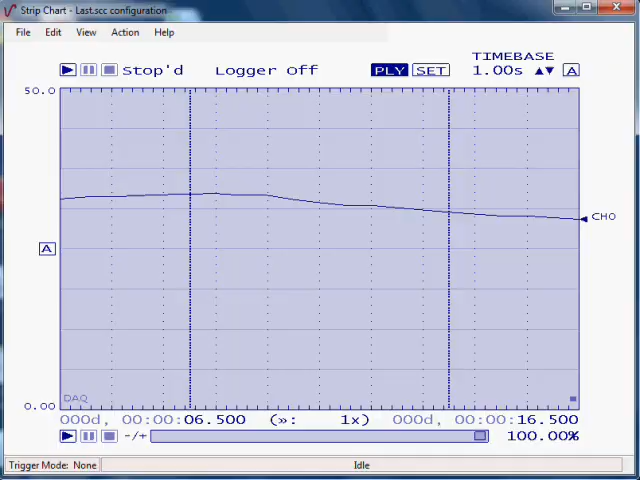 Strip Chart - Last.scc configuration
File Edit View Action Help
TIMEBASE
Stop'd Logger Off PLY SET 1.00s ▲▼ A
50.0
CH0
A
DAQ
0.00
000d, 00:00:06.500 (»: 1x) 000d, 00:00:16.500
-/+ 100.00%
Trigger Mode: None Idle